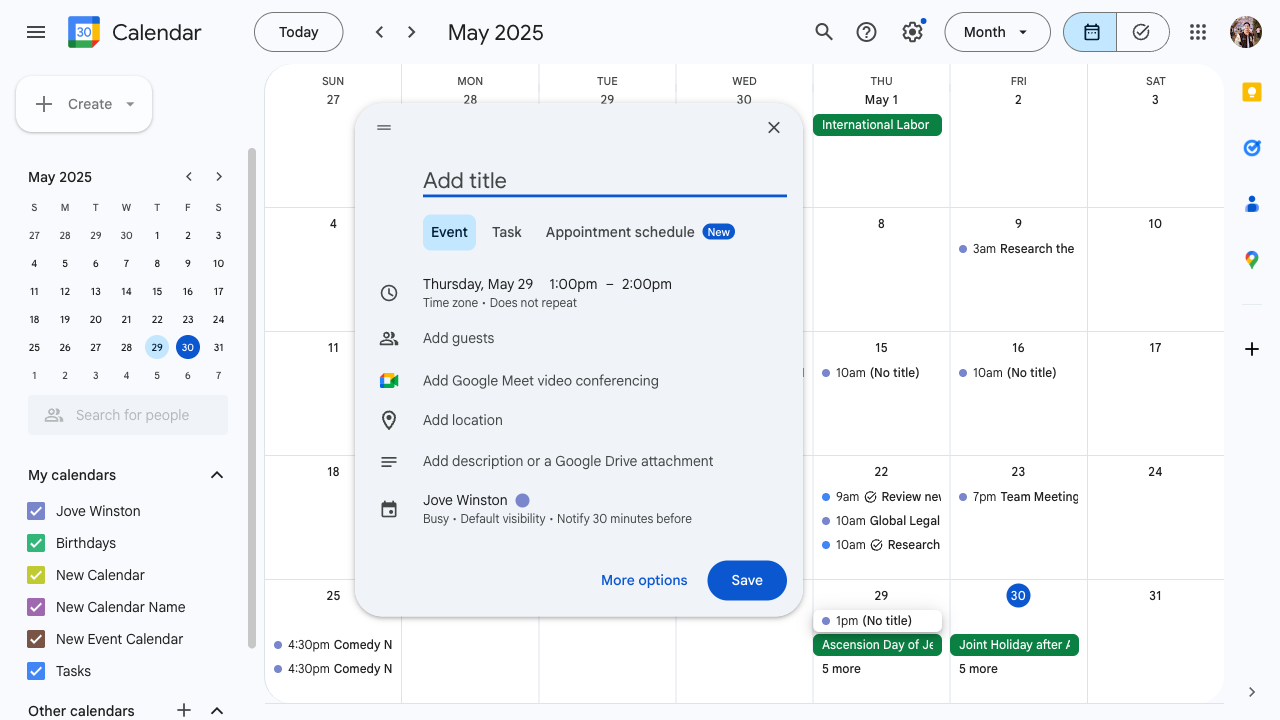 30
Calendar
Today
May 2025
Month
Create
May 2025
S M T W T F S
27 28 29 30 1 2 3
4 5 6 7 8 9 10
11 12 13 14 15 16 17
18 19 20 21 22 23 24
25 26 27 28 29 30 31
1 2 3 4 5 6 7
Search for people
My calendars
Jove Winston
Birthdays
New Calendar
New Calendar Name
New Event Calendar
Tasks
Other calendars
SUN MON TUE WED THU FRI SAT
27 28 29 30 May 1 2 3
International Labor
4 8 9 10
3am Research the
11 15 16 17
10am (No title)
10am (No title)
18 22 23 24
9am Review nev
10am Global Legal
10am Research
7pm Team Meeting
25 29 30 31
4:30pm Comedy N
4:30pm Comedy N
1pm (No title)
Ascension Day of Je
5 more
Joint Holiday after A
5 more
Add title
Event Task Appointment schedule New
Thursday, May 29 1:00pm – 2:00pm
Time zone • Does not repeat
Add guests
Add Google Meet video conferencing
Add location
Add description or a Google Drive attachment
Jove Winston
Busy • Default visibility • Notify 30 minutes before
More options
Save